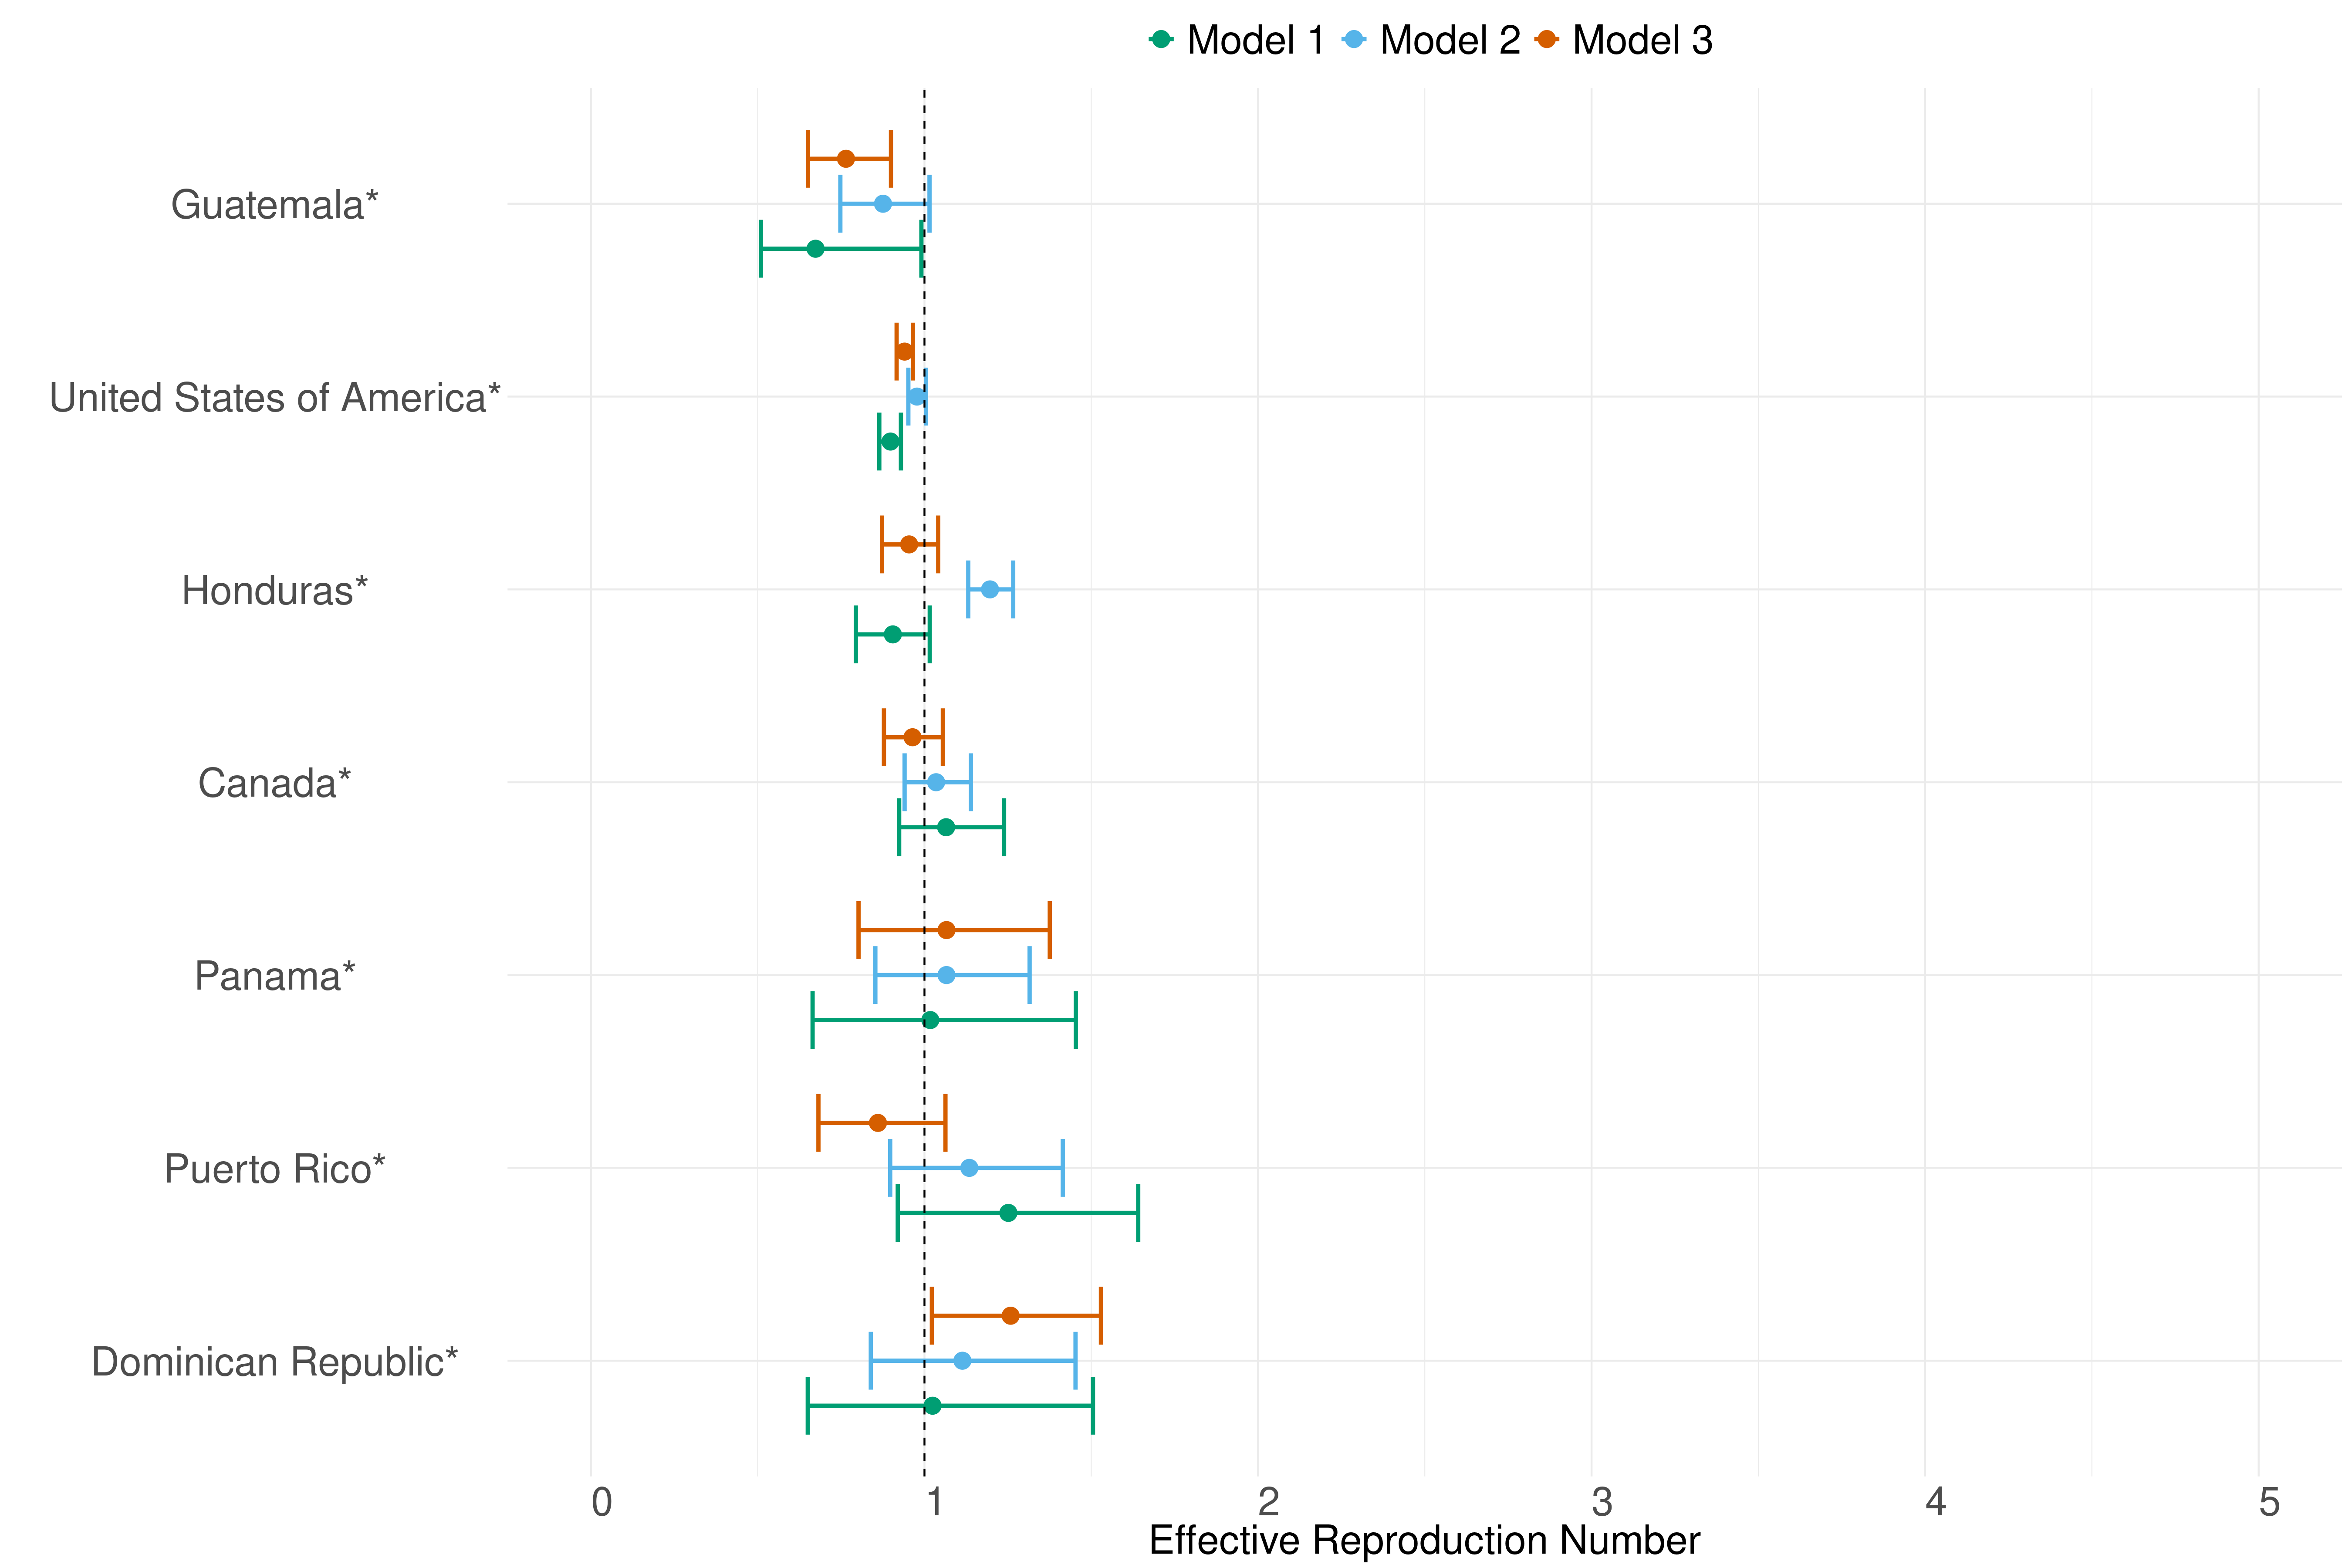 Model 1 Model 2 Model 3
Guatemala*
United States of America*
Honduras*
Canada*
Panama*
Puerto Rico*
Dominican Republic*
0 1 2 3 4 5
Effective Reproduction Number